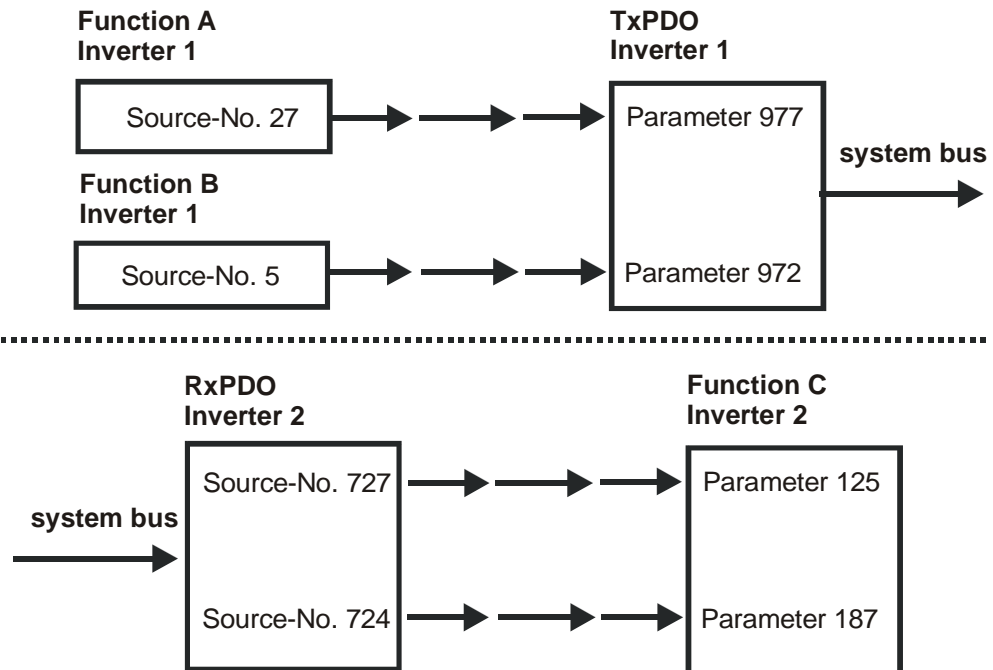 Function A
Inverter 1
TxPDO
Inverter 1
Source-No. 27
Parameter 977
system bus
Function B
Inverter 1
Source-No. 5
Parameter 972
RxPDO
Inverter 2
Function C
Inverter 2
Source-No. 727
Parameter 125
system bus
Source-No. 724
Parameter 187